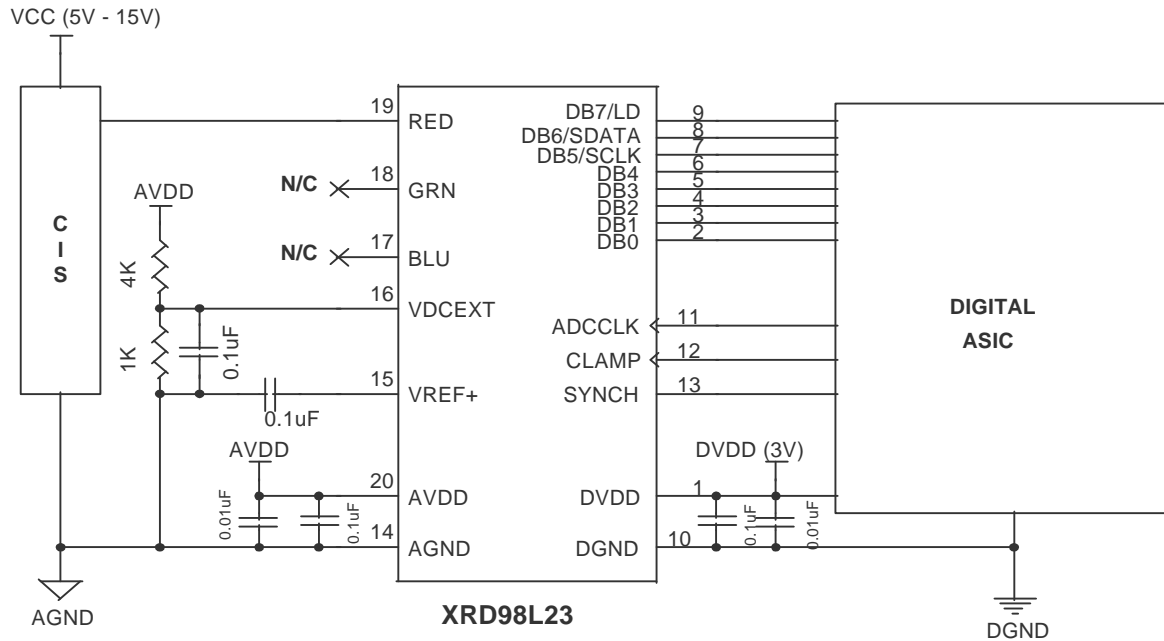 VCC (5V - 15V)
CIS
19
RED
N/C
18
GRN
AVDD
N/C
17
BLU
4K
16
VDCEXT
1K
0.1uF
15
VREF+
0.1uF
AVDD
20
AVDD
0.01uF
0.1uF
14
AGND
AGND
DB7/LD
9
DB6/SDATA
8
DB5/SCLK
7
DB4
6
DB3
5
DB2
4
DB1
3
DB0
2
ADCCLK
11
CLAMP
12
SYNCH
13
DVDD (3V)
DVDD
1
0.1uF
0.01uF
DGND
10
DIGITAL
ASIC
DGND
XRD98L23